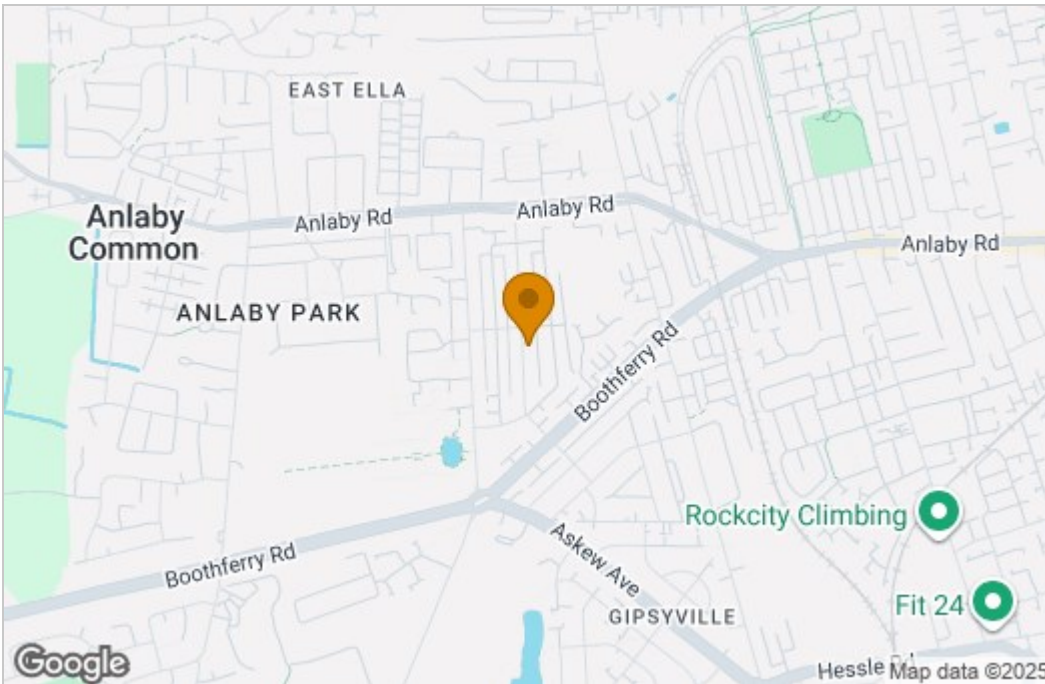 EAST ELLA
Anlaby
Common
Anlaby Rd
Anlaby Rd
Anlaby Rd
ANLABY PARK
Boothferry Rd
Rockcity Climbing
Boothferry Rd
Askew Ave
Fit 24
GIPSYVILLE
Google
Hessle Rd
Map data ©2025